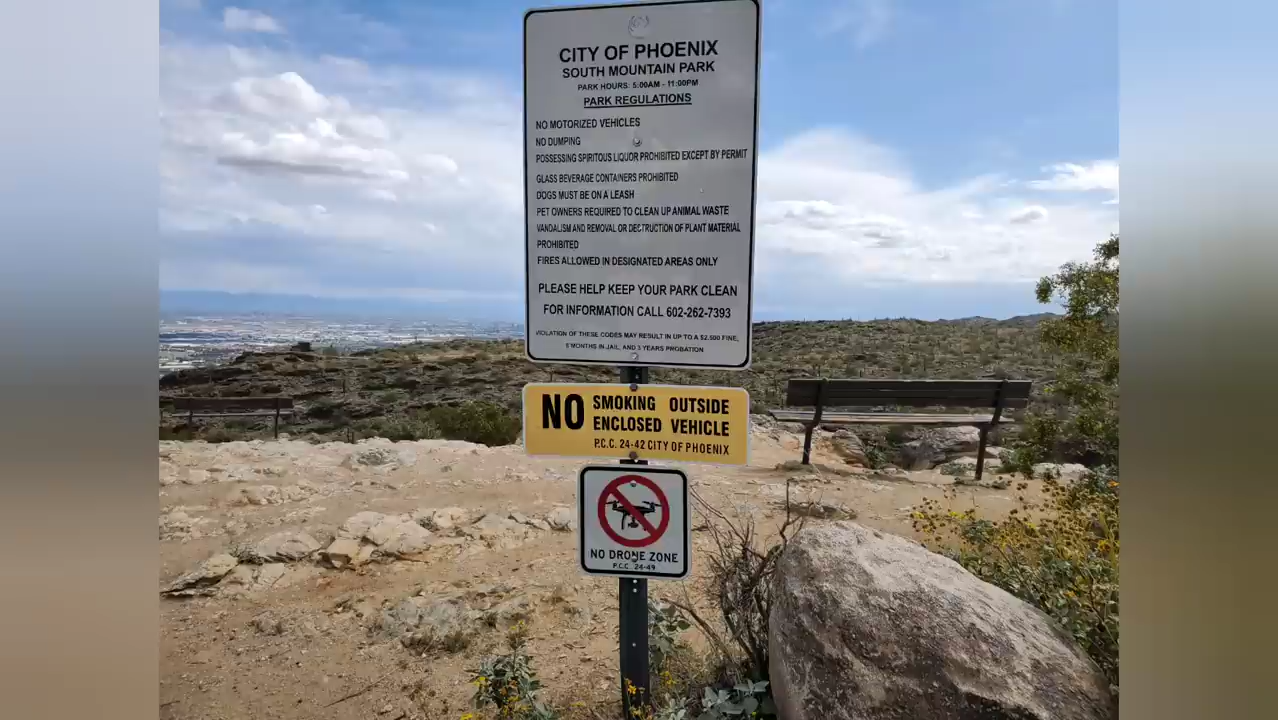 CITY OF PHOENIX
SOUTH MOUNTAIN PARK
PARK HOURS: 5:00AM - 11:00PM
PARK REGULATIONS
NO MOTORIZED VEHICLES
NO DUMPING
POSSESSING SPIRITOUS LIQUOR PROHIBITED EXCEPT BY PERMIT
GLASS BEVERAGE CONTAINERS PROHIBITED
DOGS MUST BE ON A LEASH
PET OWNERS REQUIRED TO CLEAN UP ANIMAL WASTE
VANDALISM AND REMOVAL OR DECTRUCTION OF PLANT MATERIAL
PROHIBITED
FIRES ALLOWED IN DESIGNATED AREAS ONLY
PLEASE HELP KEEP YOUR PARK CLEAN
FOR INFORMATION CALL 602-262-7393
VIOLATION OF THESE CODES MAY RESULT IN UP TO A $2,500 FINE,
6 MONTHS IN JAIL, AND 3 YEARS PROBATION
NO SMOKING OUTSIDE
ENCLOSED VEHICLE
P.C.C. 24-42 CITY OF PHOENIX
NO DRONE ZONE
P.C.C. 24-49